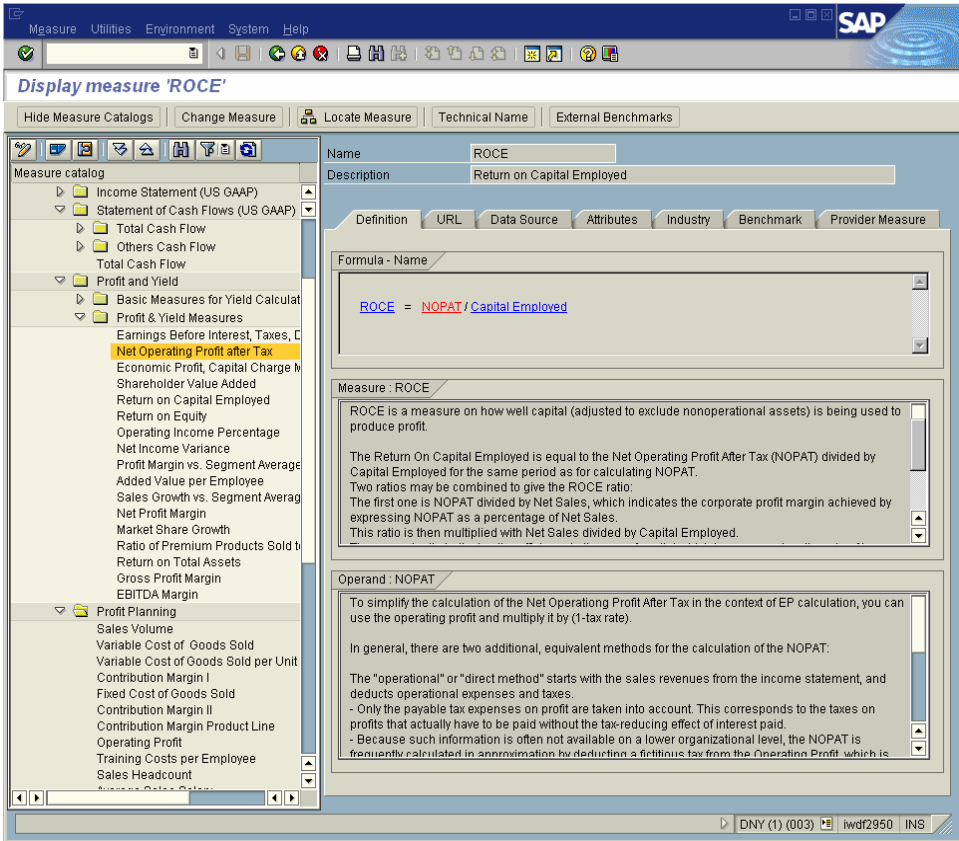 Measure Utilities Environment System Help
SAP
Display measure 'ROCE'
Hide Measure Catalogs Change Measure Locate Measure Technical Name External Benchmarks
Measure catalog
Income Statement (US GAAP)
Statement of Cash Flows (US GAAP)
Total Cash Flow
Others Cash Flow
Total Cash Flow
Profit and Yield
Basic Measures for Yield Calculat
Profit & Yield Measures
Earnings Before Interest, Taxes, D
Net Operating Profit after Tax
Economic Profit, Capital Charge M
Shareholder Value Added
Return on Capital Employed
Return on Equity
Operating Income Percentage
Net Income Variance
Profit Margin vs. Segment Average
Added Value per Employee
Sales Growth vs. Segment Averag
Net Profit Margin
Market Share Growth
Ratio of Premium Products Sold to
Return on Total Assets
Gross Profit Margin
EBITDA Margin
Profit Planning
Sales Volume
Variable Cost of Goods Sold
Variable Cost of Goods Sold per Unit
Contribution Margin I
Fixed Cost of Goods Sold
Contribution Margin II
Contribution Margin Product Line
Operating Profit
Training Costs per Employee
Sales Headcount
Name ROCE
Description Return on Capital Employed
Definition URL Data Source Attributes Industry Benchmark Provider Measure
Formula - Name
ROCE = NOPAT / Capital Employed
Measure : ROCE
ROCE is a measure on how well capital (adjusted to exclude nonoperational assets) is being used to
produce profit.
The Return On Capital Employed is equal to the Net Operating Profit After Tax (NOPAT) divided by
Capital Employed for the same period as for calculating NOPAT.
Two ratios may be combined to give the ROCE ratio:
The first one is NOPAT divided by Net Sales, which indicates the corporate profit margin achieved by
expressing NOPAT as a percentage of Net Sales.
This ratio is then multiplied with Net Sales divided by Capital Employed.
Operand : NOPAT
To simplify the calculation of the Net Operationg Profit After Tax in the context of EP calculation, you can
use the operating profit and multiply it by (1-tax rate).
In general, there are two additional, equivalent methods for the calculation of the NOPAT:
The "operational" or "direct method" starts with the sales revenues from the income statement, and
deducts operational expenses and taxes.
- Only the payable tax expenses on profit are taken into account. This corresponds to the taxes on
profits that actually have to be paid without the tax-reducing effect of interest paid.
- Because such information is often not available on a lower organizational level, the NOPAT is
frequently calculated in approximation by deducting a fictitious tax from the Operating Profit, which is
DNY (1) (003) iwdf2950 INS